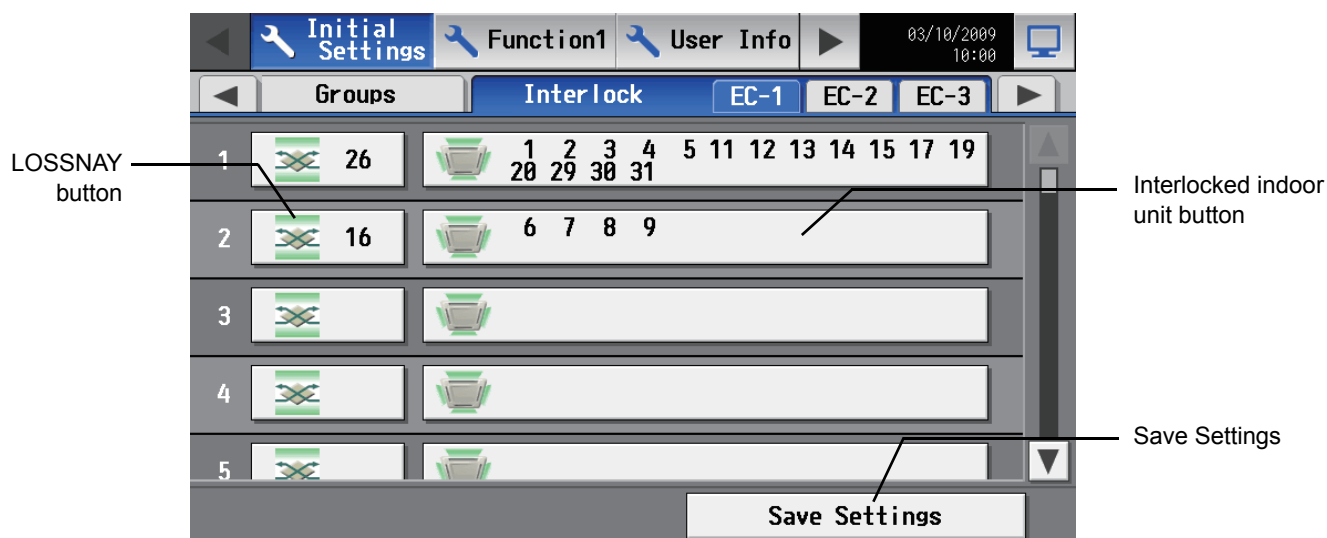 Initial Settings
Function1
User Info
03/10/2009
10:00
Groups
Interlock
EC-1
EC-2
EC-3
LOSSNAY
button
1
26
1 2 3 4 5 11 12 13 14 15 17 19
20 29 30 31
Interlocked indoor
unit button
2
16
6 7 8 9
3
4
Save Settings
5
Save Settings